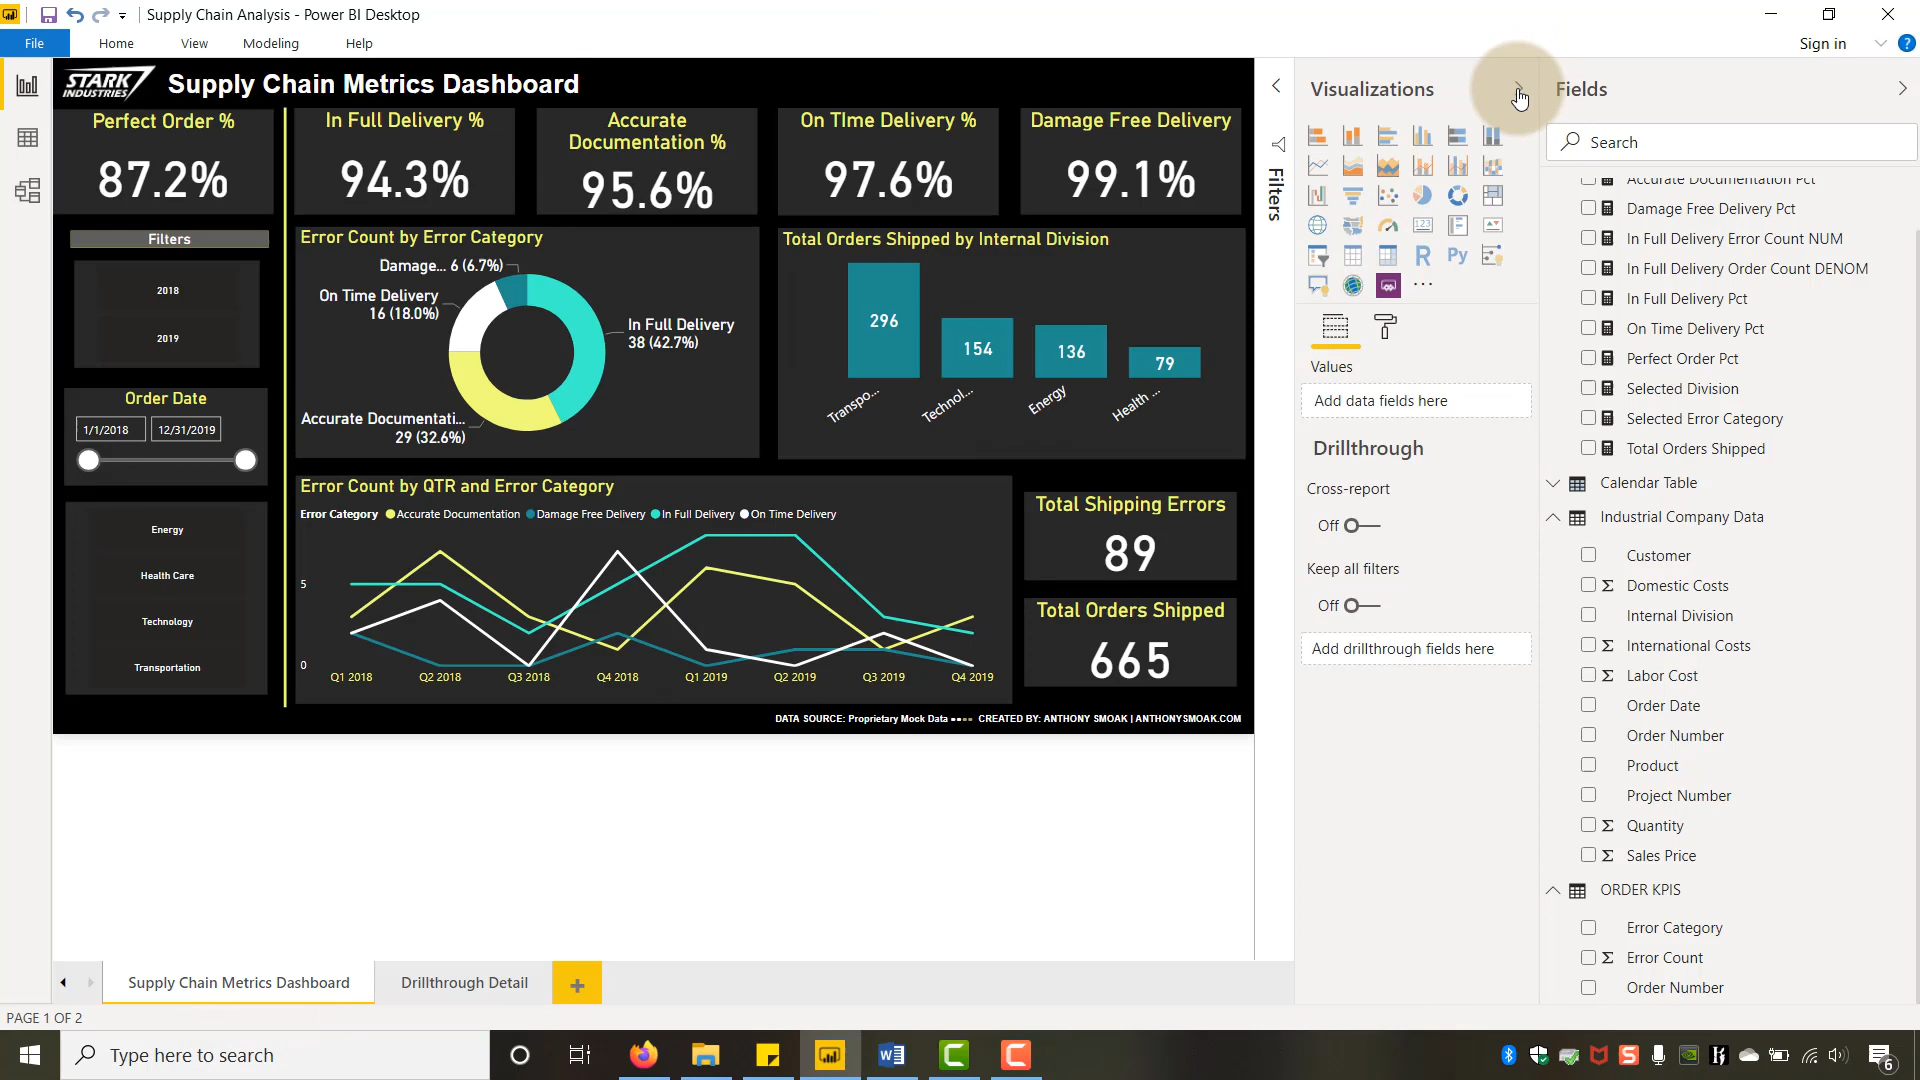 Supply Chain Analysis - Power BI Desktop
File Home View Modeling Help
Sign in
?
STARK
INDUSTRIES
Supply Chain Metrics Dashboard
Perfect Order %
87.2%
In Full Delivery %
94.3%
Accurate
Documentation %
95.6%
On TIme Delivery %
97.6%
Damage Free Delivery
99.1%
Filters
2018
2019
Order Date
1/1/2018 12/31/2019
Energy
Health Care
Technology
Transportation
Error Count by Error Category
Damage... 6 (6.7%)
On Time Delivery
16 (18.0%)
In Full Delivery
38 (42.7%)
Accurate Documentati...
29 (32.6%)
Total Orders Shipped by Internal Division
296
154
136
79
Transpo...
Technol...
Energy
Health ...
Error Count by QTR and Error Category
Error Category Accurate Documentation Damage Free Delivery In Full Delivery On Time Delivery
5
0
Q1 2018 Q2 2018 Q3 2018 Q4 2018 Q1 2019 Q2 2019 Q3 2019 Q4 2019
Total Shipping Errors
89
Total Orders Shipped
665
DATA SOURCE: Proprietary Mock Data •••• CREATED BY: ANTHONY SMOAK | ANTHONYSMOAK.COM
Filters
Visualizations
R Py
123
...
Values
Add data fields here
Drillthrough
Cross-report
Off
Keep all filters
Off
Add drillthrough fields here
Fields
Search
Accurate Documentation Pct
Damage Free Delivery Pct
In Full Delivery Error Count NUM
In Full Delivery Order Count DENOM
In Full Delivery Pct
On Time Delivery Pct
Perfect Order Pct
Selected Division
Selected Error Category
Total Orders Shipped
Calendar Table
Industrial Company Data
Customer
Σ Domestic Costs
Internal Division
Σ International Costs
Σ Labor Cost
Order Date
Order Number
Product
Project Number
Σ Quantity
Σ Sales Price
ORDER KPIS
Error Category
Σ Error Count
Order Number
Supply Chain Metrics Dashboard
Drillthrough Detail
+
PAGE 1 OF 2
Type here to search
6